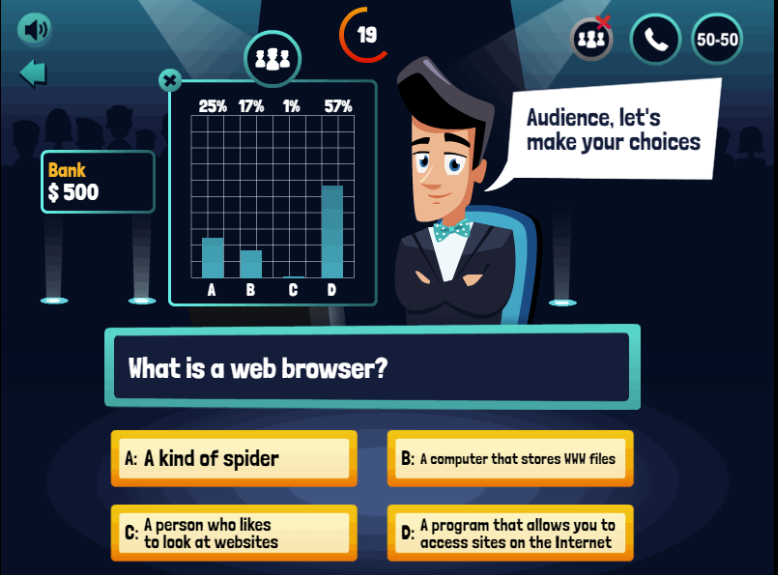 19
50-50
25% 17% 1% 57%
Audience, let's
make your choices
Bank
$ 500
A B C D
What is a web browser?
A: A kind of spider
B: A computer that stores WWW files
C: A person who likes
to look at websites
D: A program that allows you to
access sites on the Internet